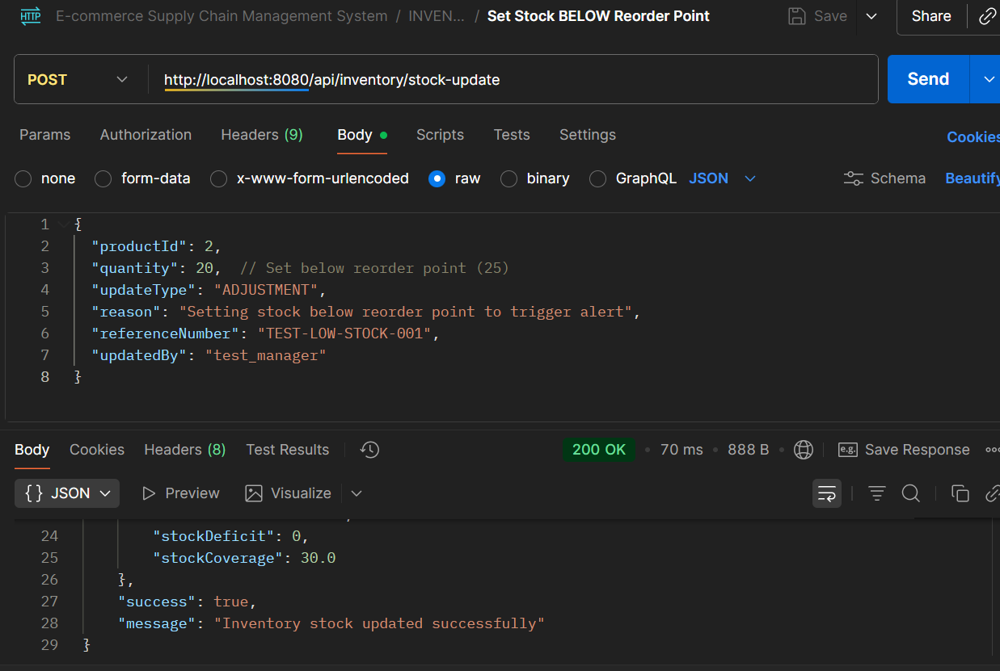 HTTP E-commerce Supply Chain Management System / INVEN... / Set Stock BELOW Reorder Point Save Share
POST http://localhost:8080/api/inventory/stock-update Send
Params Authorization Headers (9) Body Scripts Tests Settings Cookies
none form-data x-www-form-urlencoded raw binary GraphQL JSON Schema Beautify
1 {
2 "productId": 2,
3 "quantity": 20, // Set below reorder point (25)
4 "updateType": "ADJUSTMENT",
5 "reason": "Setting stock below reorder point to trigger alert",
6 "referenceNumber": "TEST-LOW-STOCK-001",
7 "updatedBy": "test_manager"
8 }
Body Cookies Headers (8) Test Results 200 OK • 70 ms • 888 B • e.g. Save Response
{} JSON Preview Visualize
24 "stockDeficit": 0,
25 "stockCoverage": 30.0
26 },
27 "success": true,
28 "message": "Inventory stock updated successfully"
29 }